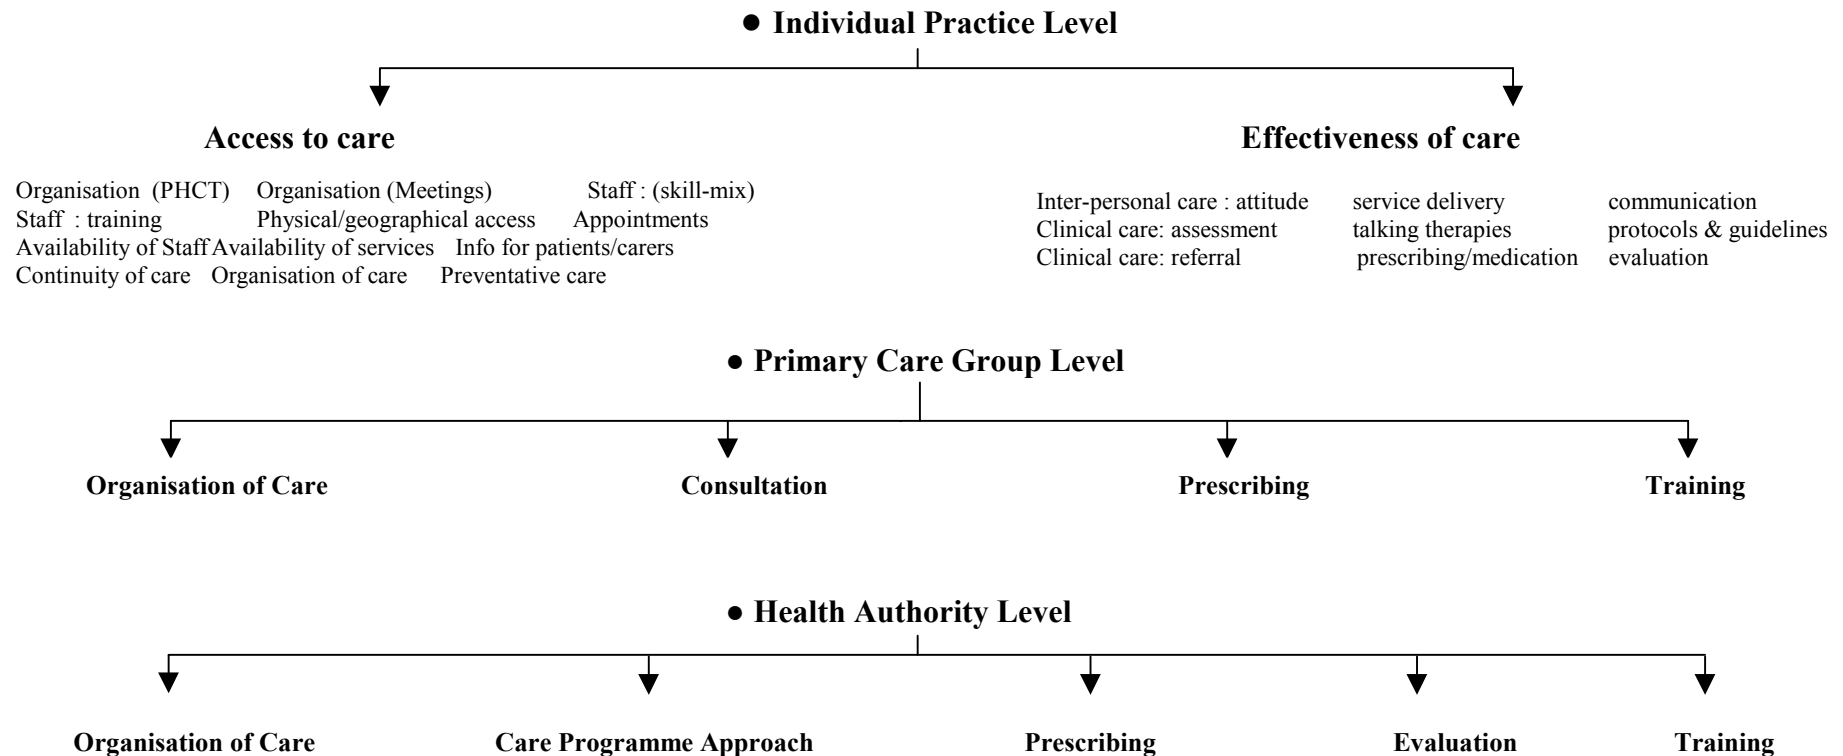 ● Individual Practice Level
Access to care
Organisation (PHCT) Organisation (Meetings) Staff : (skill-mix)
Staff : training Physical/geographical access Appointments
Availability of Staff Availability of services Info for patients/carers
Continuity of care Organisation of care Preventative care
Effectiveness of care
Inter-personal care : attitude service delivery communication
Clinical care: assessment talking therapies protocols & guidelines
Clinical care: referral prescribing/medication evaluation
● Primary Care Group Level
Organisation of Care Consultation Prescribing Training
● Health Authority Level
Organisation of Care Care Programme Approach Prescribing Evaluation Training